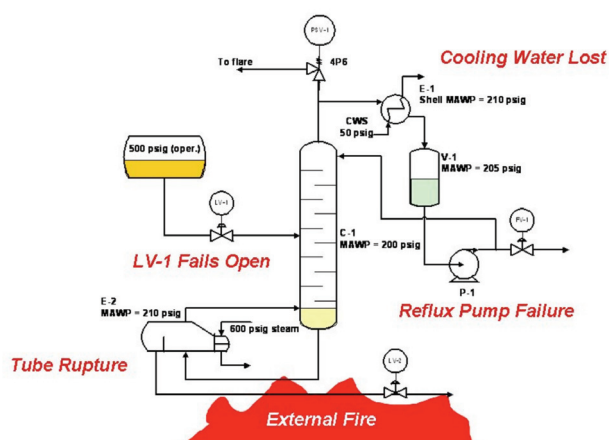 PSV-1
To flare
4P6
Cooling Water Lost
E-1
Shell MAWP = 210 psig
CWS
50 psig
500 psig (oper.)
V-1
MAWP = 205 psig
LV-1
FV-1
C-1
MAWP = 200 psig
LV-1 Fails Open
P-1
Reflux Pump Failure
E-2
MAWP = 210 psig
600 psig steam
Tube Rupture
LV-2
External Fire